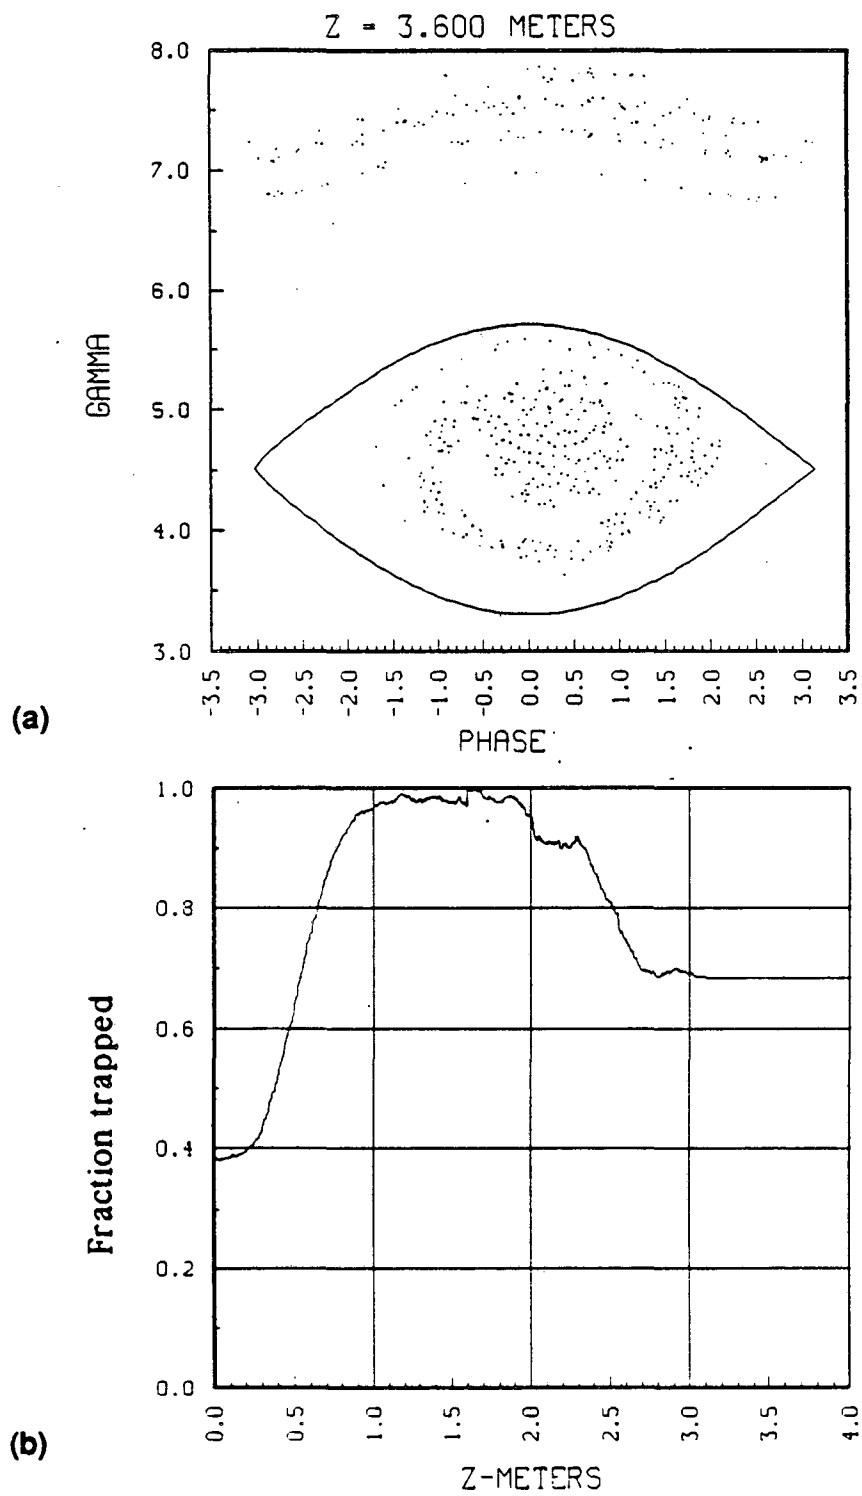 Z = 3.600 METERS
8.0
7.0
6.0
5.0
4.0
3.0
GAMMA
-3.5 -3.0 -2.5 -2.0 -1.5 -1.0 -0.5 0.0 0.5 1.0 1.5 2.0 2.5 3.0 3.5
PHASE
(a)
1.0
0.8
0.6
0.4
0.2
0.0
Fraction trapped
0.0 0.5 1.0 1.5 2.0 2.5 3.0 3.5 4.0
Z-METERS
(b)